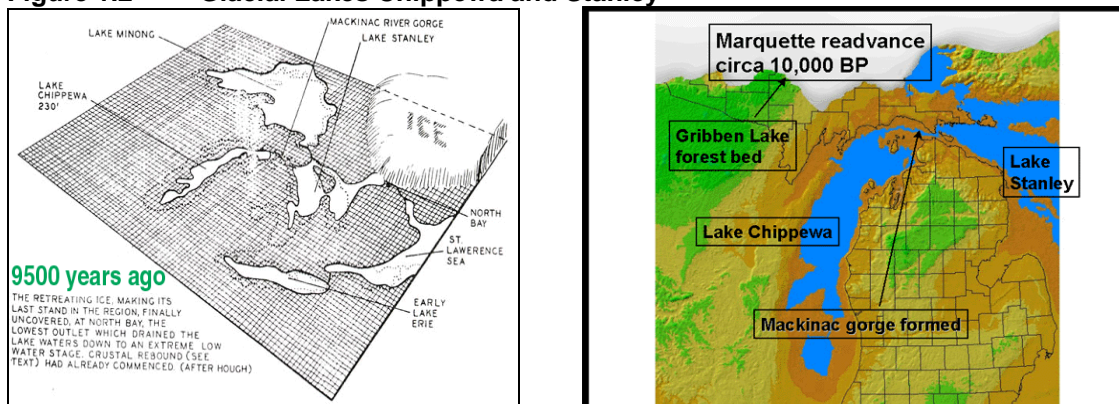 Figure 1.2 Glacial Lakes Chippewa and Stanley
MACKINAC RIVER GORGE
LAKE MINONG
LAKE STANLEY
LAKE
CHIPPEWA
230'
ICE
NORTH
BAY
ST.
LAWERENCE
SEA
EARLY
LAKE
ERIE
9500 years ago
THE RETREATING ICE, MAKING ITS
LAST STAND IN THE REGION, FINALLY
UNCOVERED, AT NORTH BAY, THE
LOWEST OUTLET WHICH DRAINED THE
LAKE WATERS DOWN TO AN EXTREME LOW
WATER STAGE. CRUSTAL REBOUND (SEE
TEXT) HAD ALREADY COMMENCED. (AFTER HOUGH)
Marquette readvance
circa 10,000 BP
Gribben Lake
forest bed
Lake
Stanley
Lake Chippewa
Mackinac gorge formed